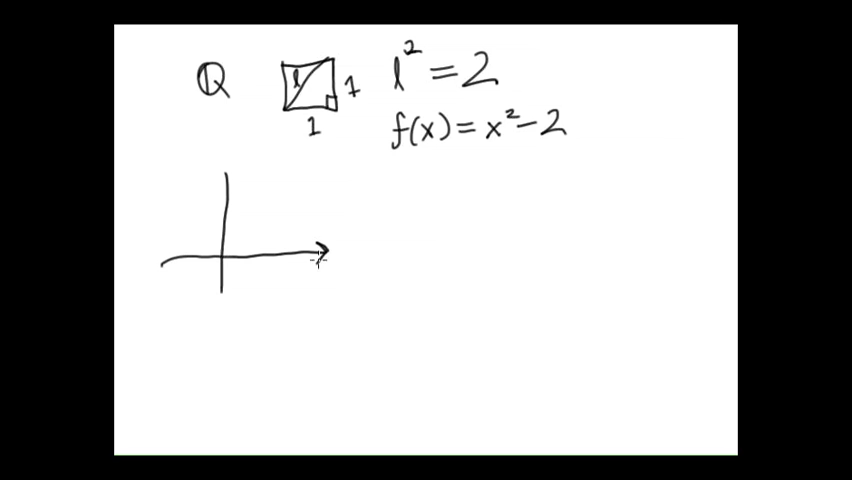 ℚ l 1 1 l² = 2
f(x) = x² - 2